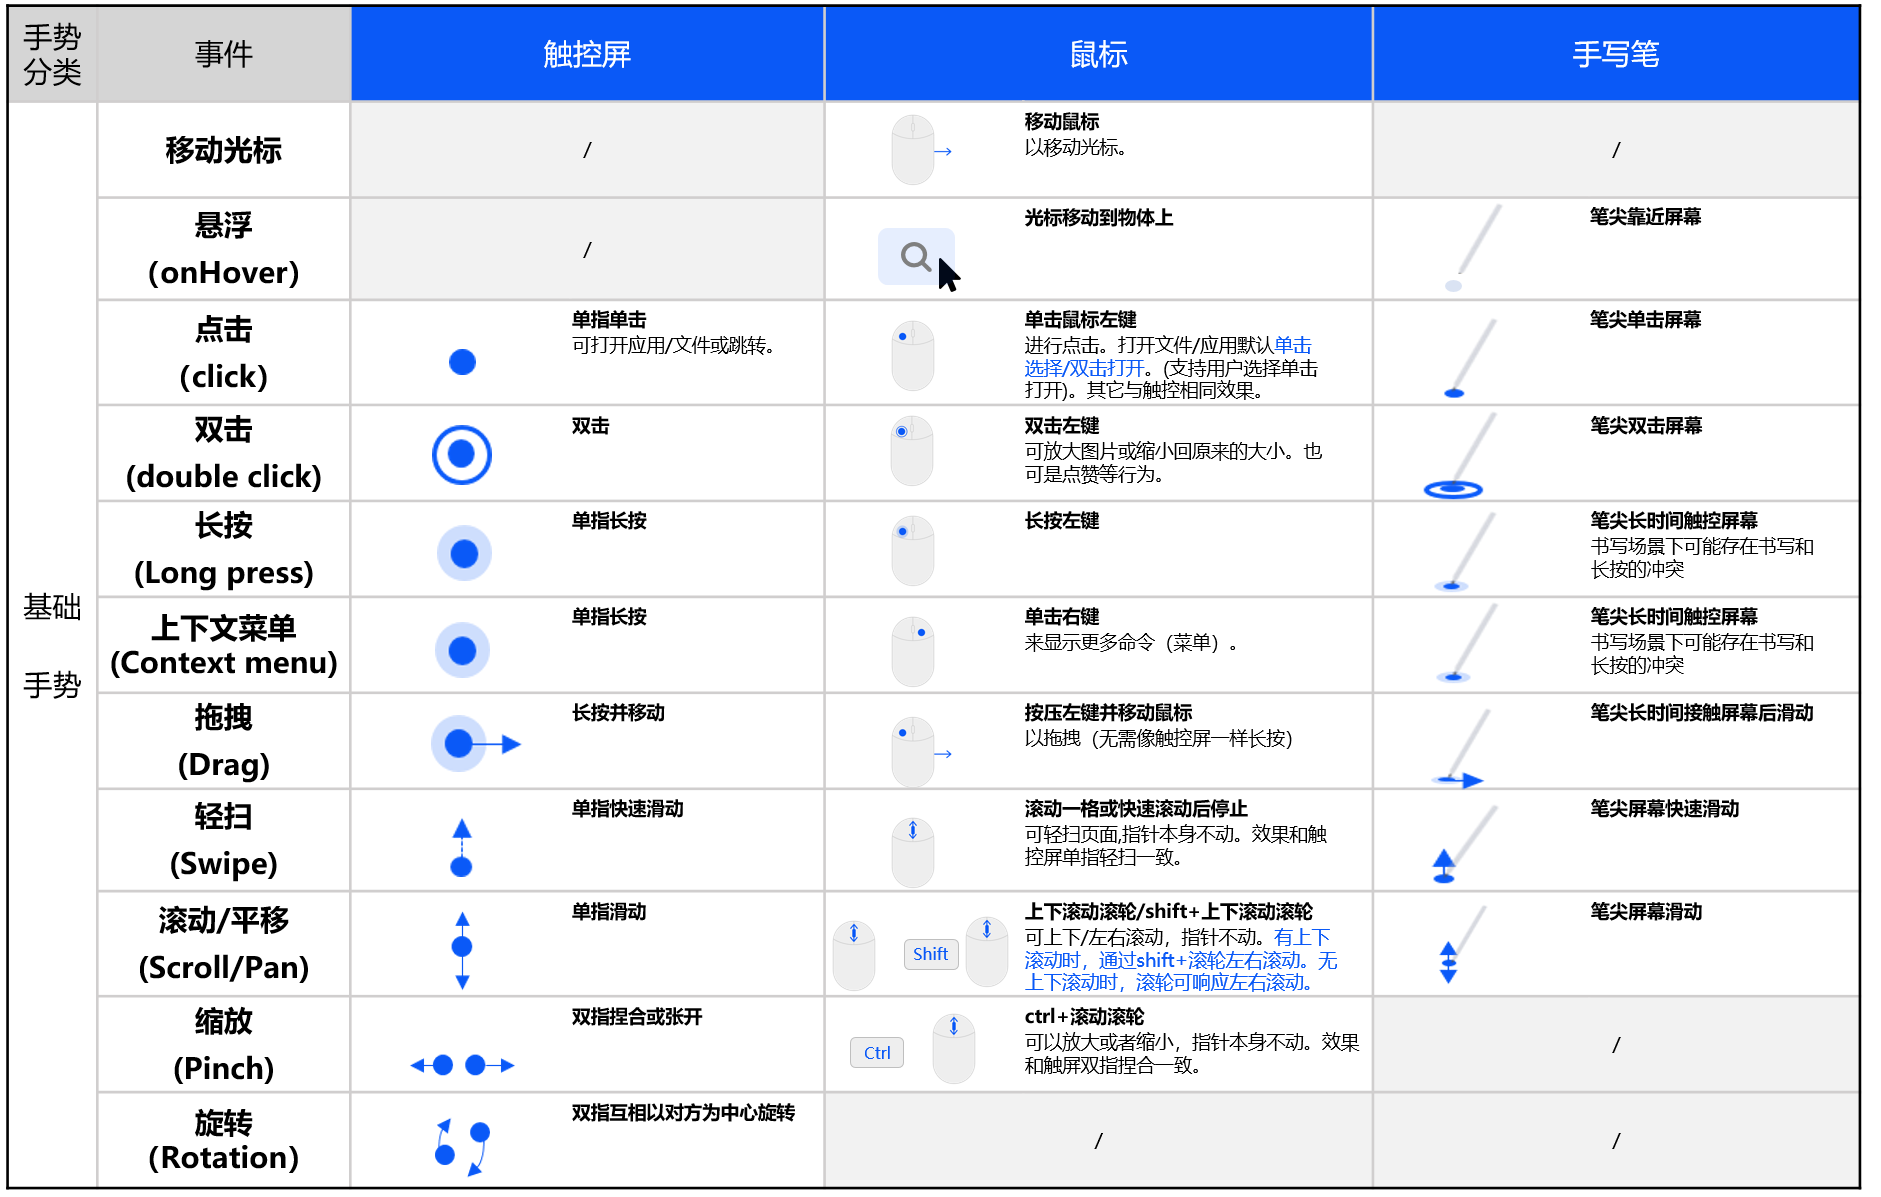 手势
分类
事件
触控屏
鼠标
手写笔
基础
手势
移动光标
/
移动鼠标
以移动光标。
/
悬浮
(onHover)
/
光标移动到物体上
笔尖靠近屏幕
点击
(click)
单指单击
可打开应用/文件或跳转。
单击鼠标左键
进行点击。打开文件/应用默认单击
选择/双击打开。(支持用户选择单击
打开)。其它与触控相同效果。
笔尖单击屏幕
双击
(double click)
双击
双击左键
可放大图片或缩小回原来的大小。也
可是点赞等行为。
笔尖双击屏幕
长按
(Long press)
单指长按
长按左键
笔尖长时间触控屏幕
书写场景下可能存在书写和
长按的冲突
上下文菜单
(Context menu)
单指长按
单击右键
来显示更多命令（菜单）。
笔尖长时间触控屏幕
书写场景下可能存在书写和
长按的冲突
拖拽
(Drag)
长按并移动
按压左键并移动鼠标
以拖拽（无需像触控屏一样长按）
笔尖长时间接触屏幕后滑动
轻扫
(Swipe)
单指快速滑动
滚动一格或快速滚动后停止
可轻扫页面,指针本身不动。效果和触
控屏单指轻扫一致。
笔尖屏幕快速滑动
滚动/平移
(Scroll/Pan)
单指滑动
Shift
上下滚动滚轮/shift+上下滚动滚轮
可上下/左右滚动，指针不动。有上下
滚动时，通过shift+滚轮左右滚动。无
上下滚动时，滚轮可响应左右滚动。
笔尖屏幕滑动
缩放
(Pinch)
双指捏合或张开
Ctrl
ctrl+滚动滚轮
可以放大或者缩小，指针本身不动。效果
和触屏双指捏合一致。
/
旋转
(Rotation)
双指互相以对方为中心旋转
/
/